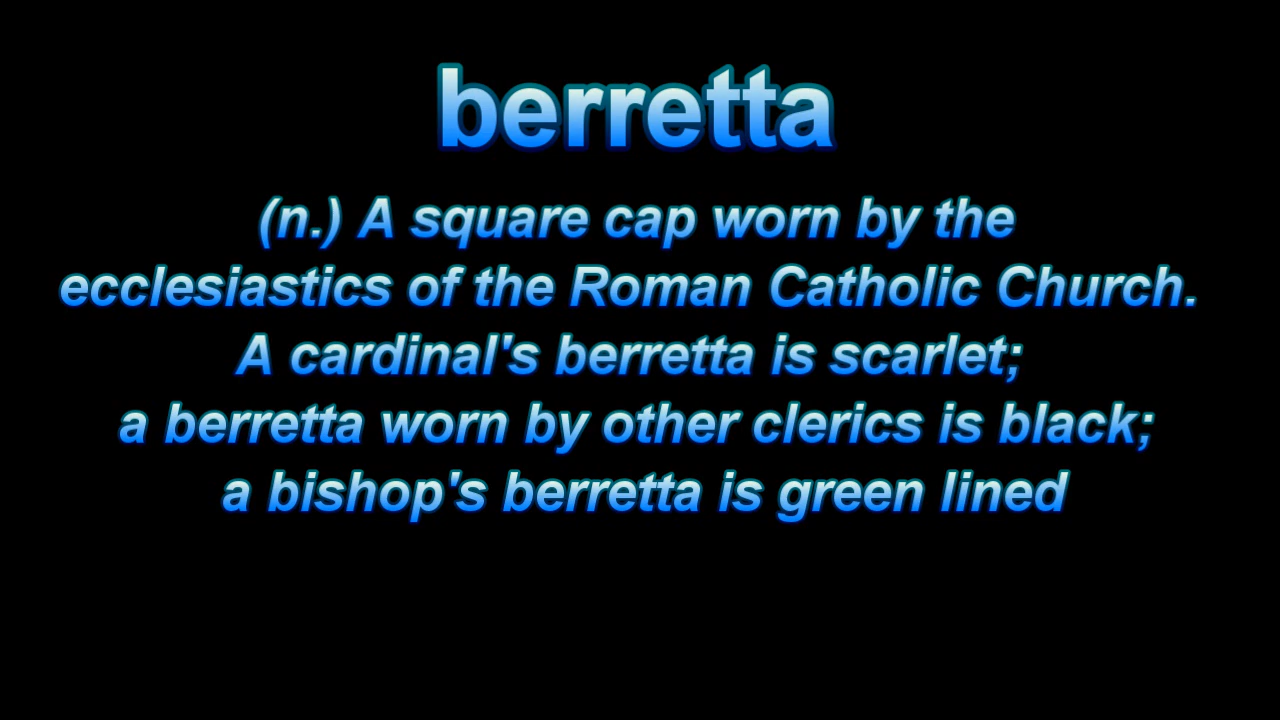 berretta
(n.) A square cap worn by the
ecclesiastics of the Roman Catholic Church.
A cardinal's berretta is scarlet;
a berretta worn by other clerics is black;
a bishop's berretta is green lined